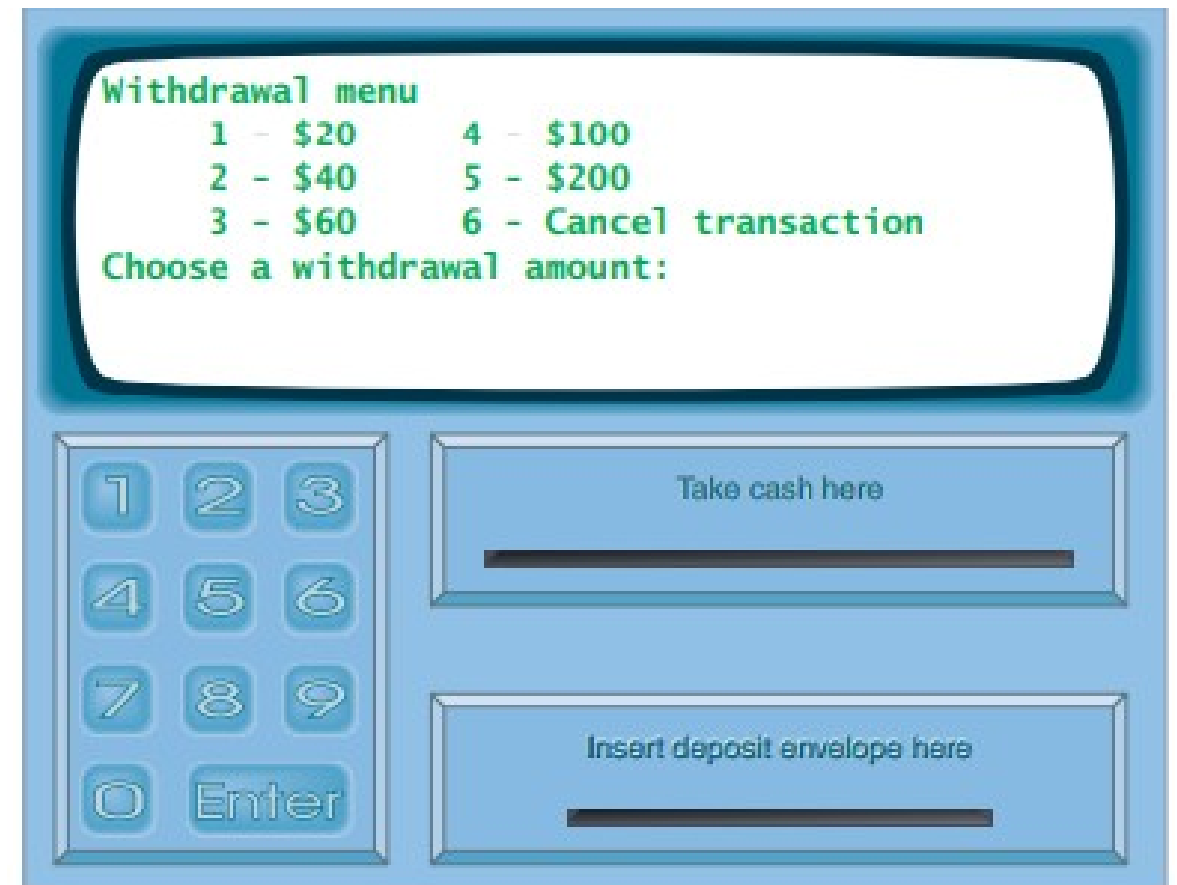 Withdrawal menu
1 - $20 4 - $100
2 - $40 5 - $200
3 - $60 6 - Cancel transaction
Choose a withdrawal amount:
1 2 3
4 5 6
7 8 9
0 Enter
Take cash here
Insert deposit envelope here